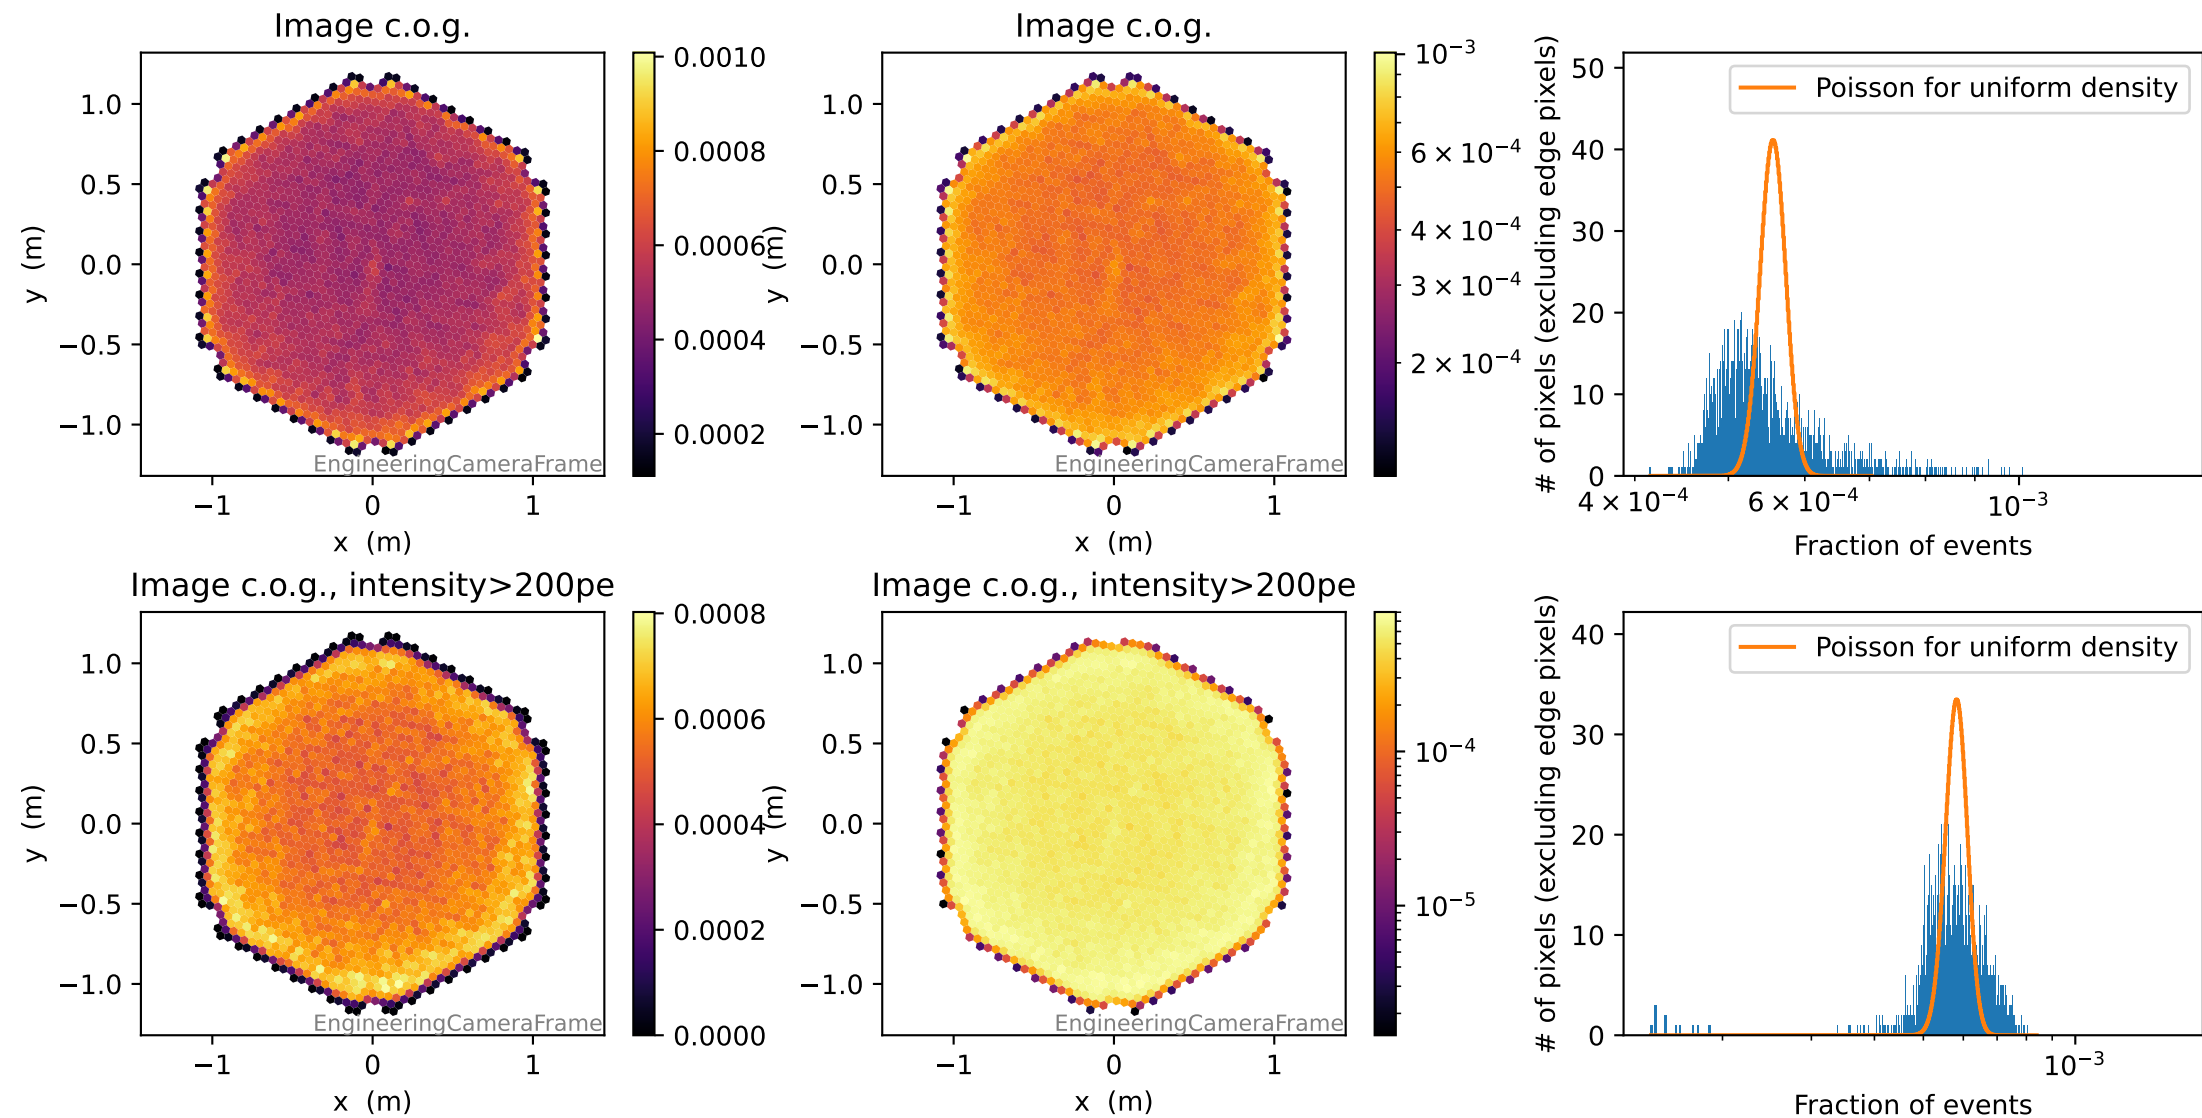 Image c.o.g.
1.0
0.5
0.0
−0.5
−1.0
y (m)
−1
0
1
x (m)
EngineeringCameraFrame
0.0010
0.0008
0.0006
0.0004
0.0002
Image c.o.g.
1.0
0.5
0.0
−0.5
−1.0
y (m)
−1
0
1
x (m)
EngineeringCameraFrame
10⁻³
6 × 10⁻⁴
4 × 10⁻⁴
3 × 10⁻⁴
2 × 10⁻⁴
# of pixels (excluding edge pixels)
50
40
30
20
10
0
Poisson for uniform density
4 × 10⁻⁴
6 × 10⁻⁴
10⁻³
Fraction of events
Image c.o.g., intensity>200pe
1.0
0.5
0.0
−0.5
−1.0
y (m)
−1
0
1
x (m)
EngineeringCameraFrame
0.0008
0.0006
0.0004
0.0002
0.0000
Image c.o.g., intensity>200pe
1.0
0.5
0.0
−0.5
−1.0
y (m)
−1
0
1
x (m)
EngineeringCameraFrame
10⁻⁴
10⁻⁵
# of pixels (excluding edge pixels)
40
30
20
10
0
Poisson for uniform density
10⁻³
Fraction of events